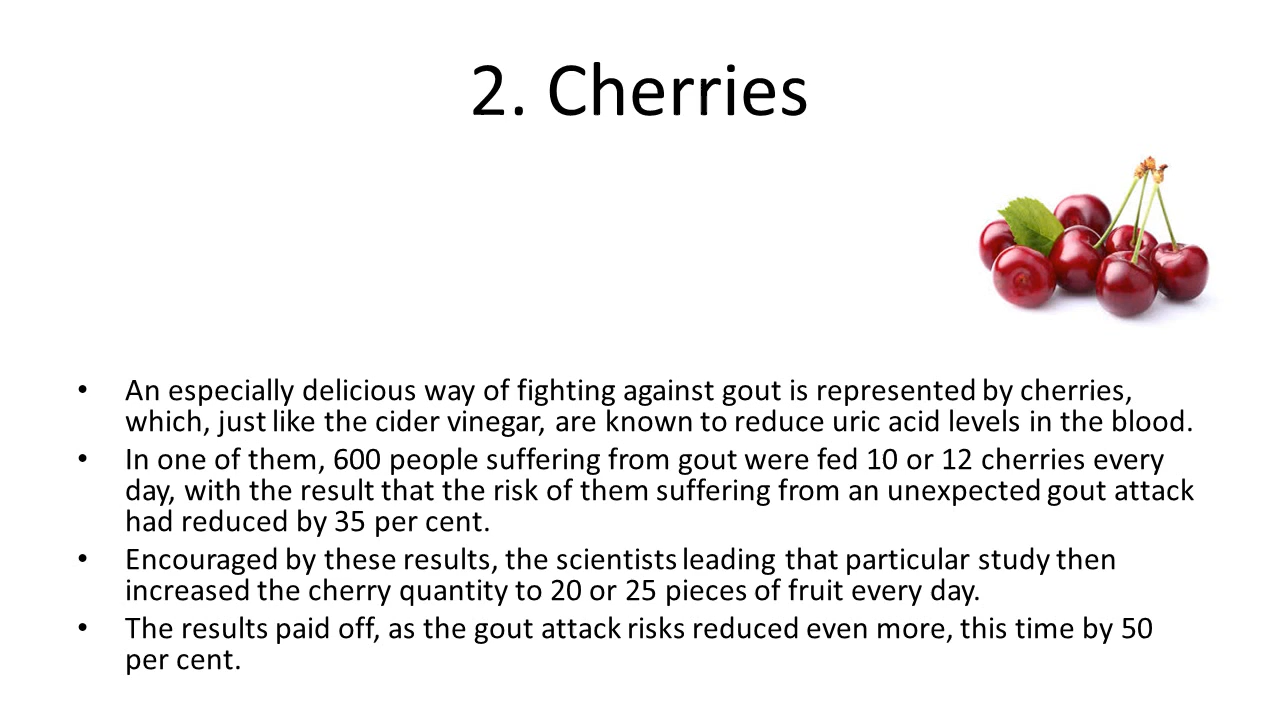 2. Cherries
• An especially delicious way of fighting against gout is represented by cherries,
which, just like the cider vinegar, are known to reduce uric acid levels in the blood.
• In one of them, 600 people suffering from gout were fed 10 or 12 cherries every
day, with the result that the risk of them suffering from an unexpected gout attack
had reduced by 35 per cent.
• Encouraged by these results, the scientists leading that particular study then
increased the cherry quantity to 20 or 25 pieces of fruit every day.
• The results paid off, as the gout attack risks reduced even more, this time by 50
per cent.